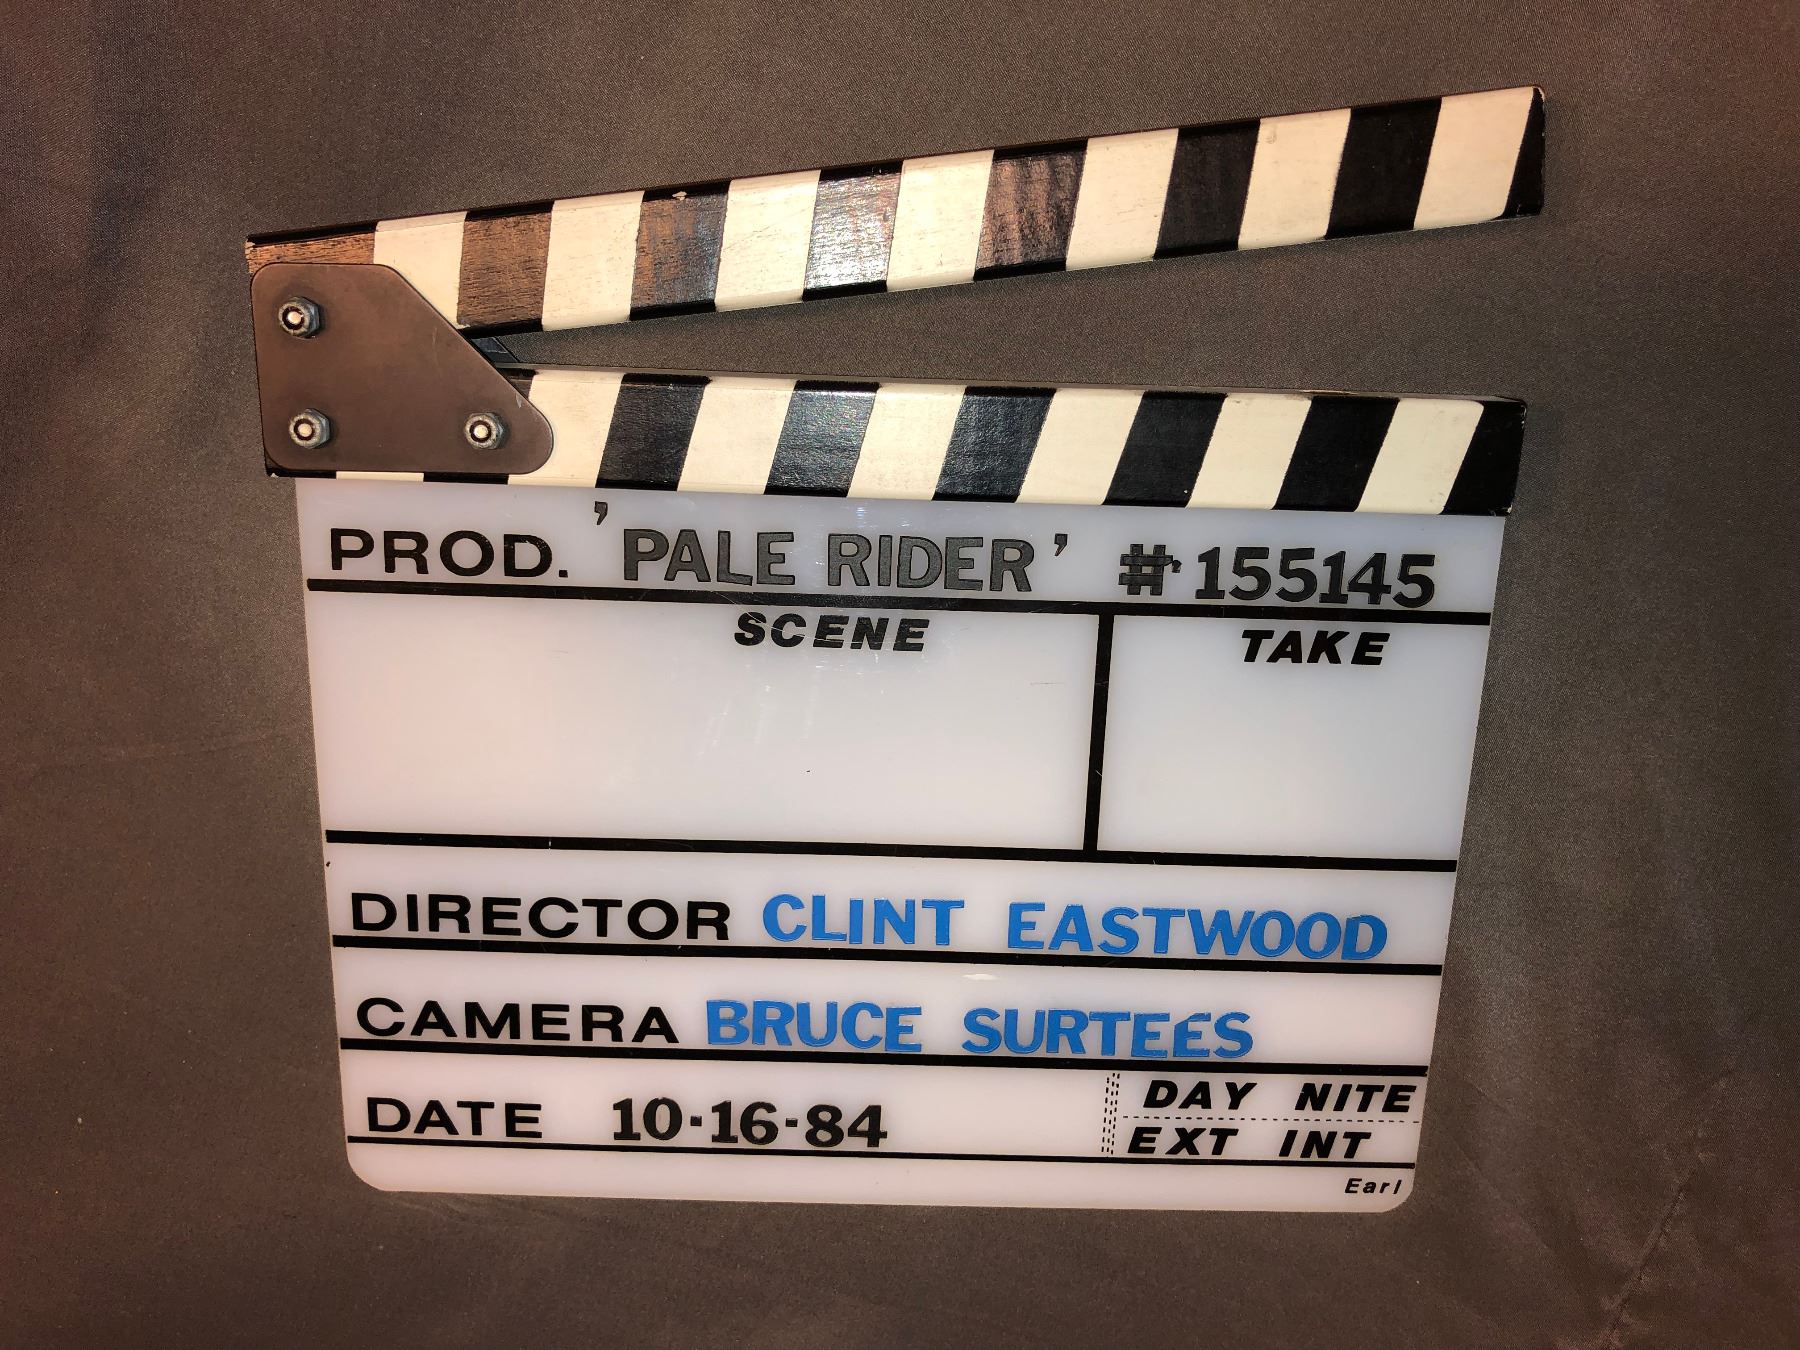 PROD. 'PALE RIDER' #155145
SCENE TAKE
DIRECTOR CLINT EASTWOOD
CAMERA BRUCE SURTEES
DATE 10-16-84
DAY NITE
EXT INT
Earl